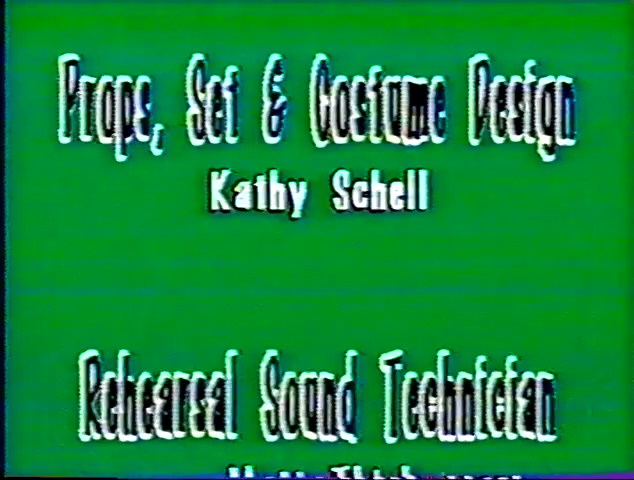 Props, Set & Costume Design
Kathy Schell
Rehearsal Sound Technician